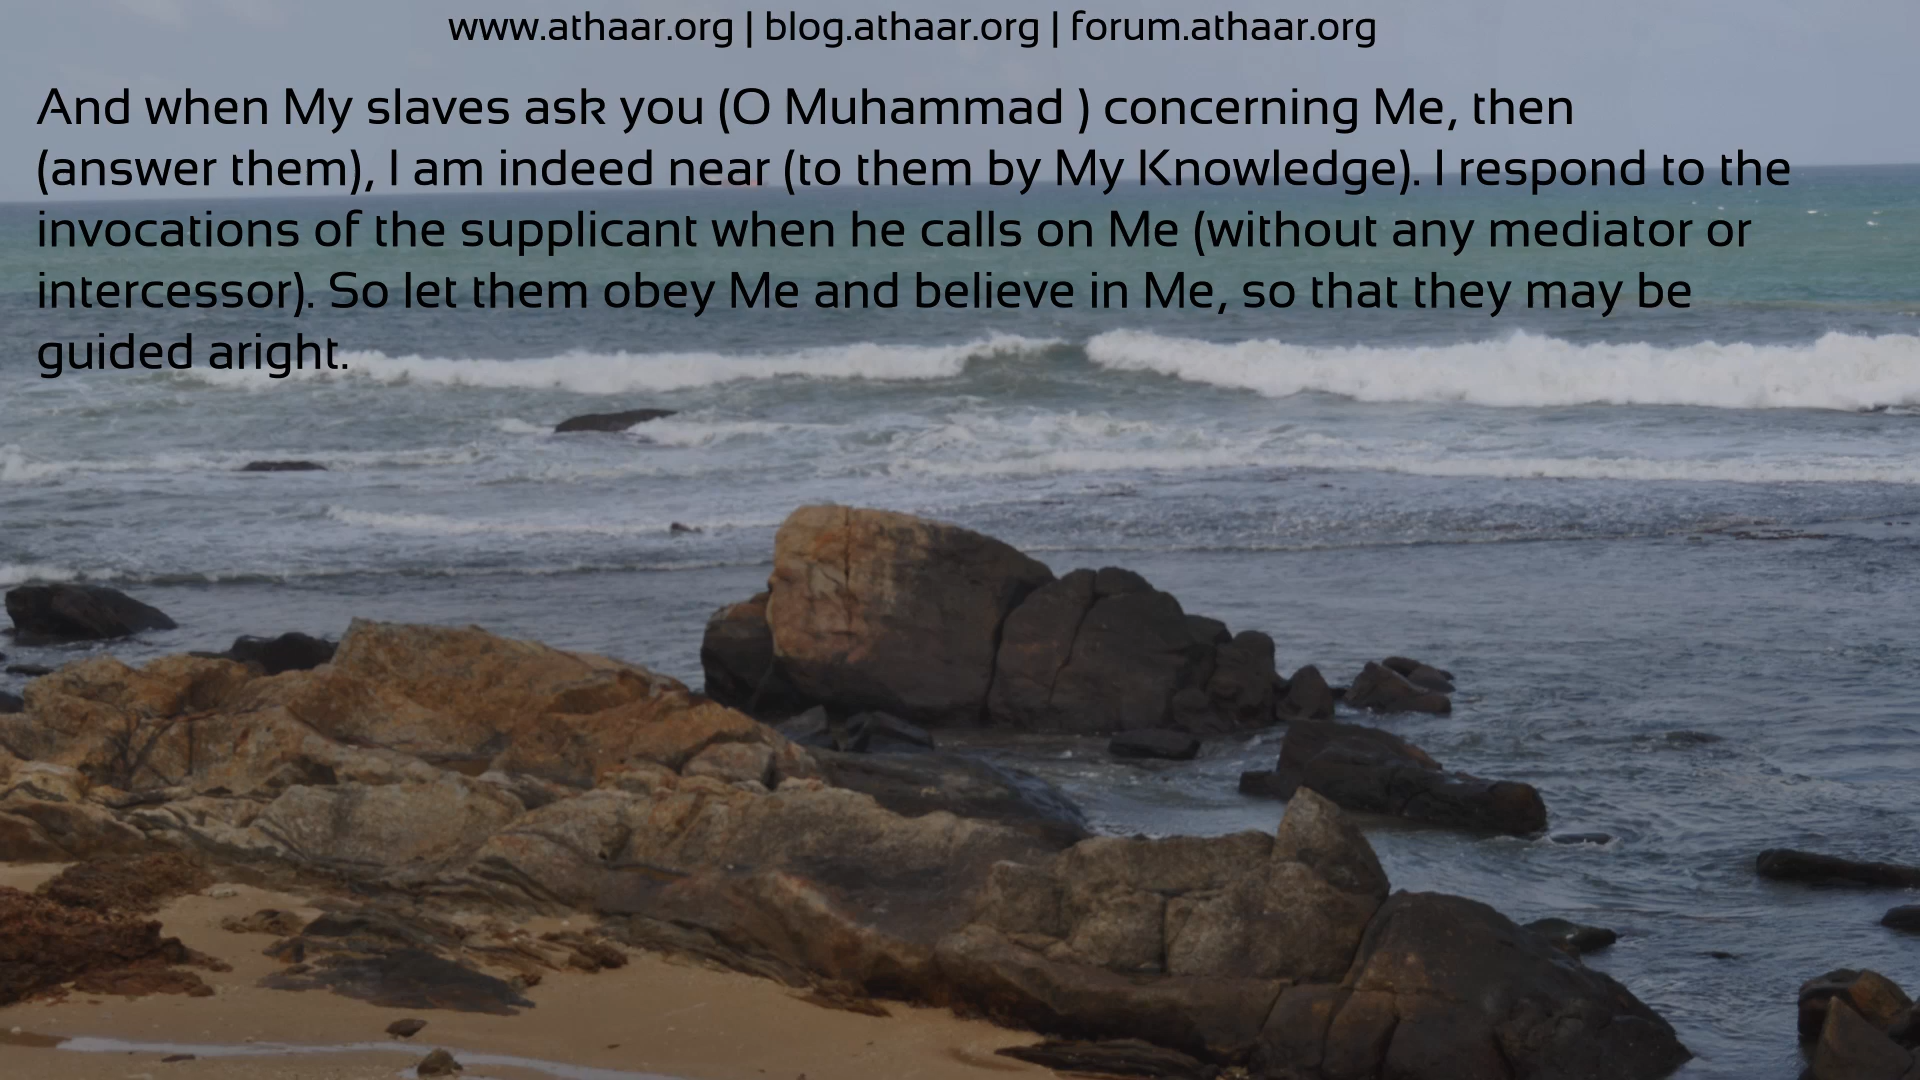 www.athaar.org | blog.athaar.org | forum.athaar.org
And when My slaves ask you (O Muhammad ) concerning Me, then
(answer them), I am indeed near (to them by My Knowledge). I respond to the
invocations of the supplicant when he calls on Me (without any mediator or
intercessor). So let them obey Me and believe in Me, so that they may be
guided aright.